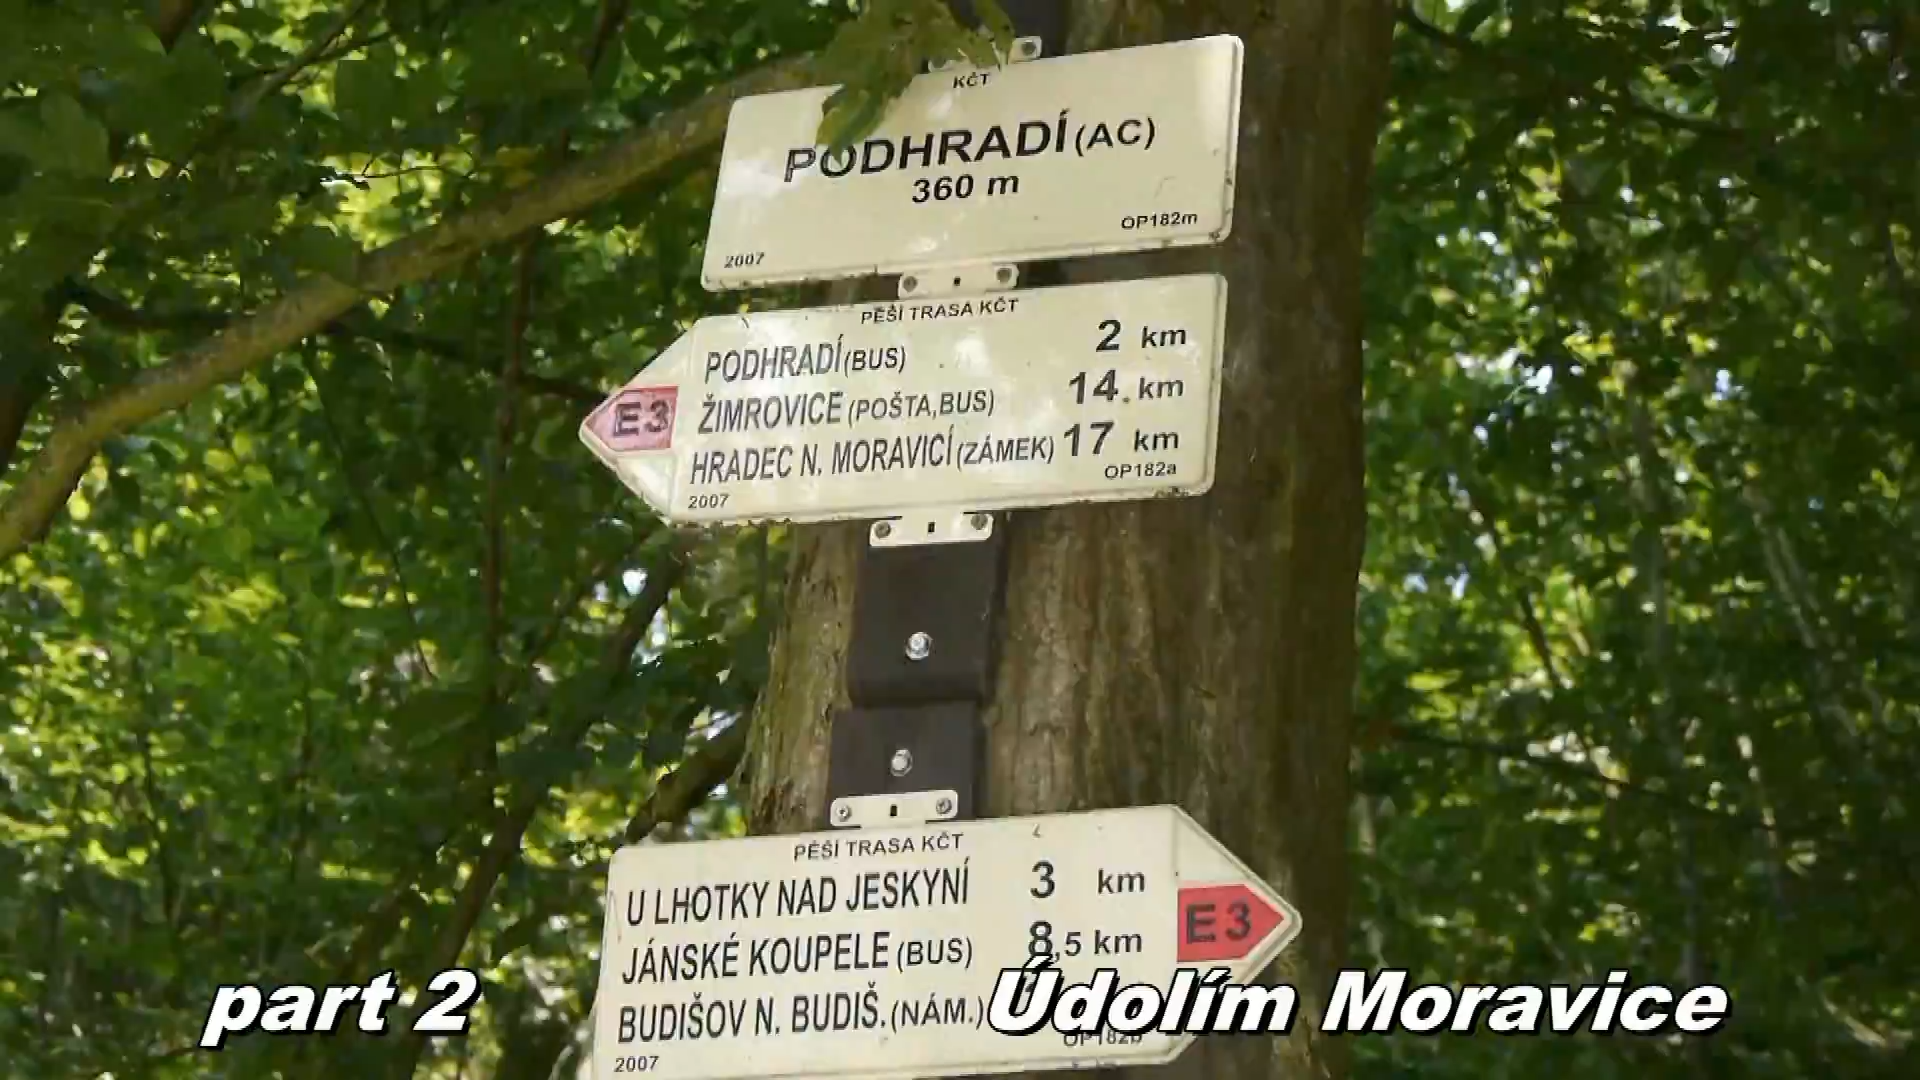 KČT
PODHRADÍ (AC)
360 m
OP182m
2007
PĚŠÍ TRASA KČT
PODHRADÍ (BUS) 2 km
ŽIMROVICE (POŠTA, BUS) 14. km
HRADEC N. MORAVICÍ (ZÁMEK) 17 km
E3
OP182a
2007
PĚŠÍ TRASA KČT
U LHOTKY NAD JESKYNÍ 3 km
JÁNSKÉ KOUPELE (BUS) 8,5 km
E3
BUDIŠOV N. BUDIŠ. (NÁM.)
OP182b
2007
part 2 Údolím Moravice